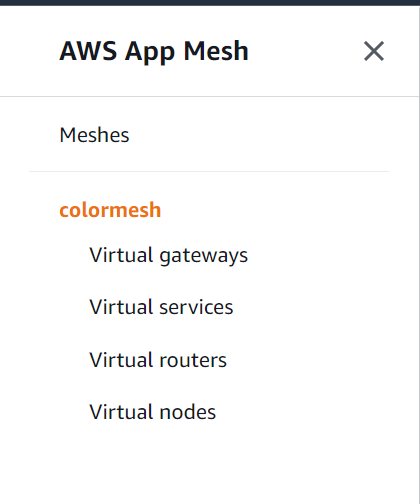 AWS App Mesh
Meshes
colormesh
Virtual gateways
Virtual services
Virtual routers
Virtual nodes